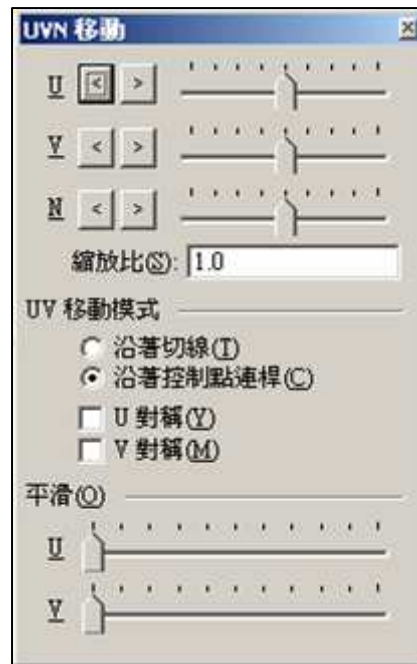 UVN 移動
U < >
V < >
N < >
縮放比(S): 1.0
UV 移動模式
沿著切線(T)
沿著控制點連桿(C)
U 對稱(Y)
V 對稱(M)
平滑(O)
U
V